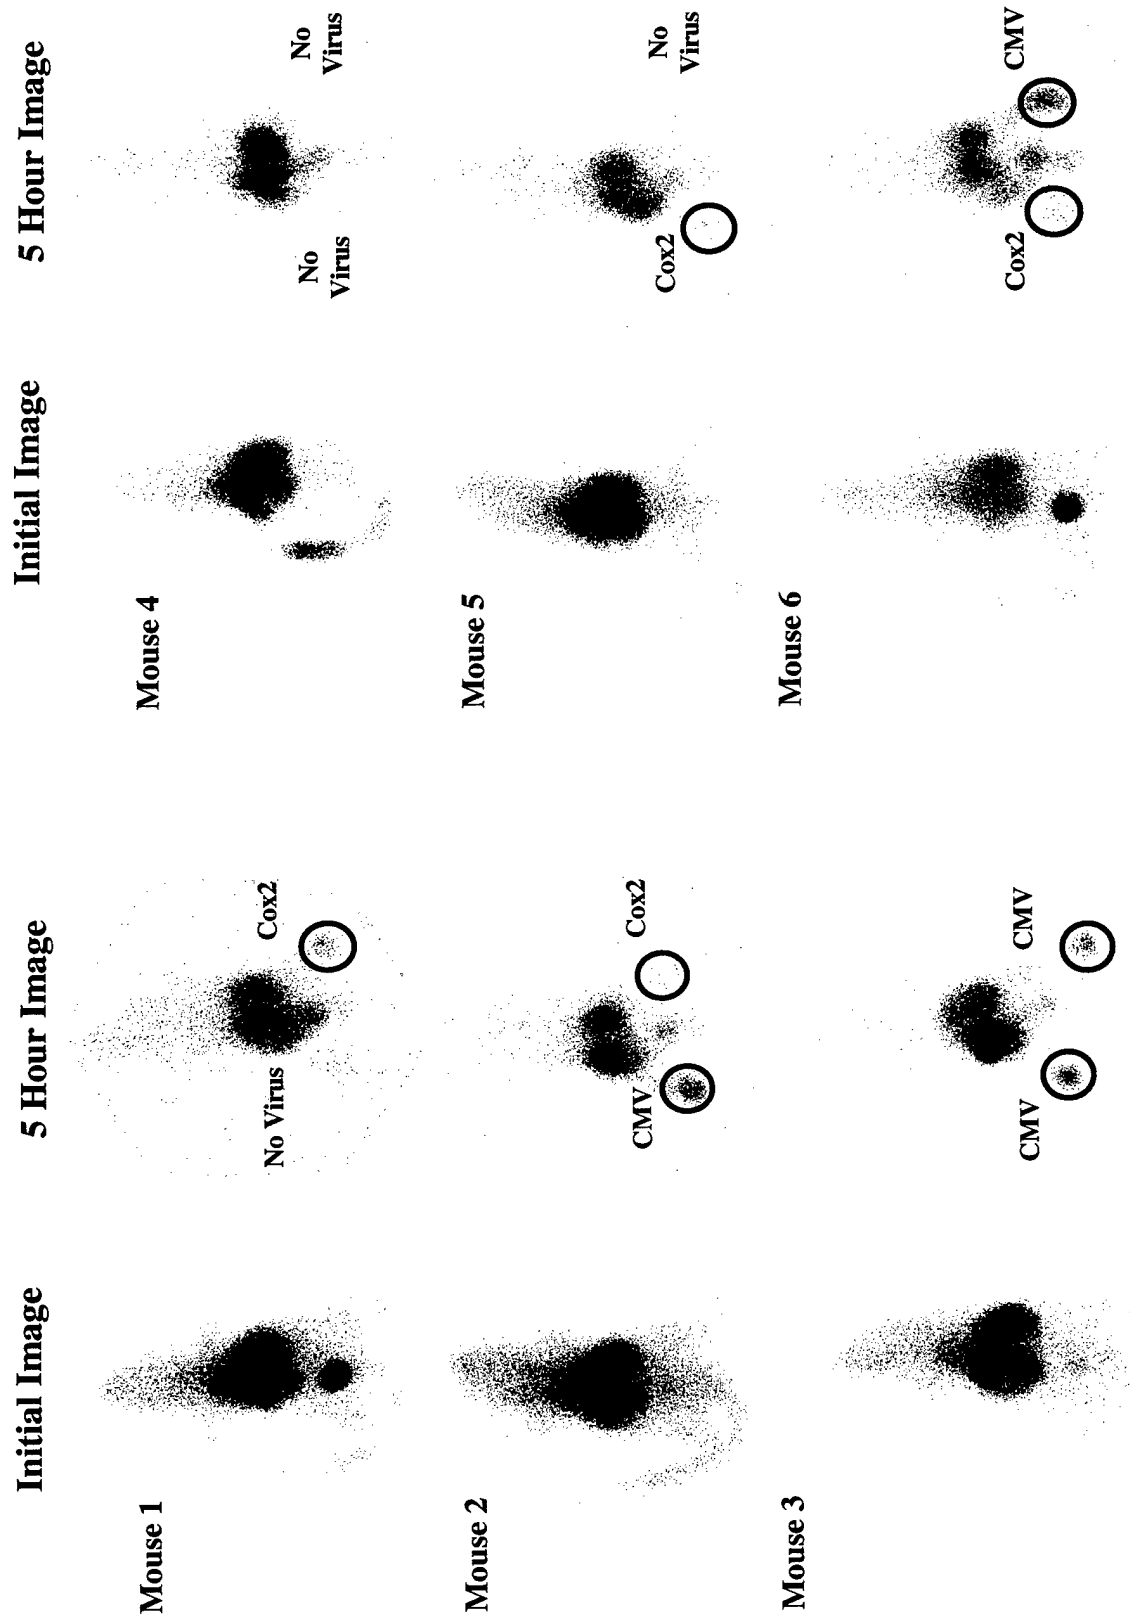 Initial Image
5 Hour Image
Initial Image
5 Hour Image
Mouse 1
No Virus
Cox2
Mouse 4
No
Virus
No
Virus
Mouse 2
CMV
Cox2
Mouse 5
Cox2
No
Virus
Mouse 3
CMV
CMV
Mouse 6
Cox2
CMV